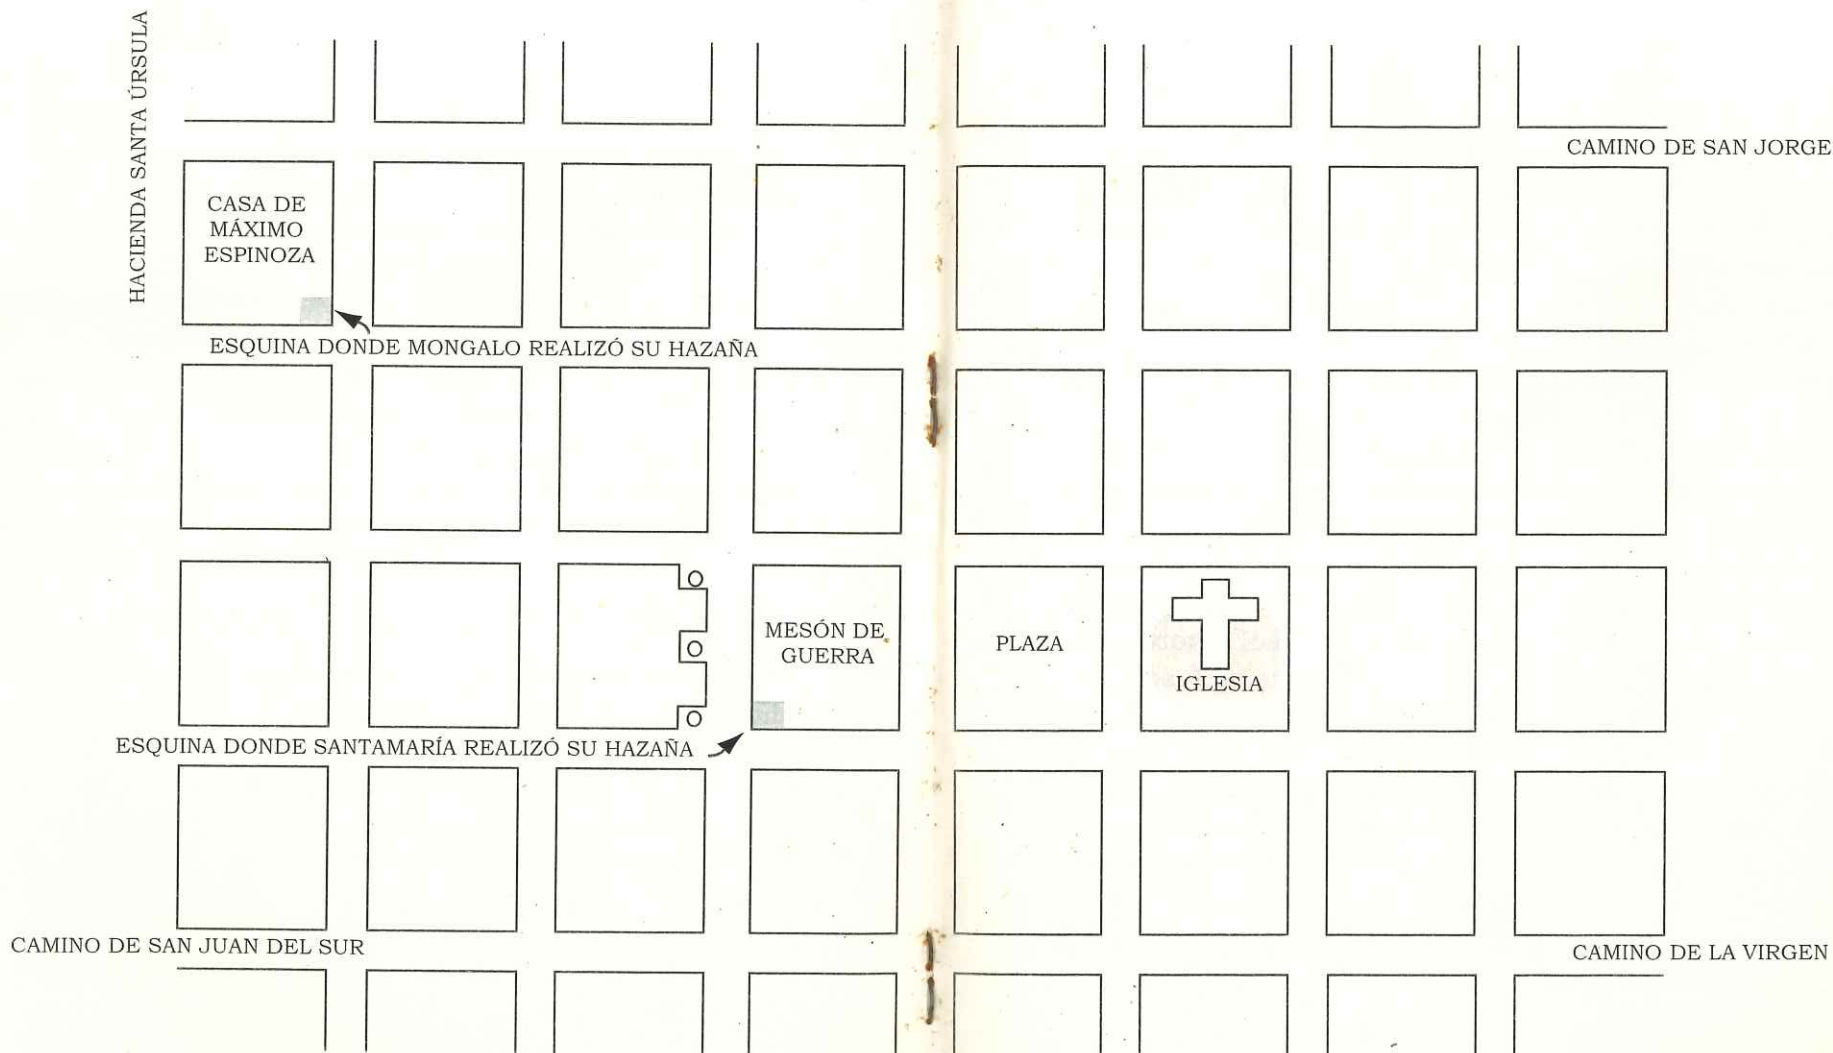 HACIENDA SANTA ÚRSULA
CAMINO DE SAN JORGE
CASA DE
MÁXIMO
ESPINOZA
ESQUINA DONDE MONGALO REALIZÓ SU HAZAÑA
MESÓN DE
GUERRA
PLAZA
IGLESIA
ESQUINA DONDE SANTAMARÍA REALIZÓ SU HAZAÑA
CAMINO DE SAN JUAN DEL SUR
CAMINO DE LA VIRGEN